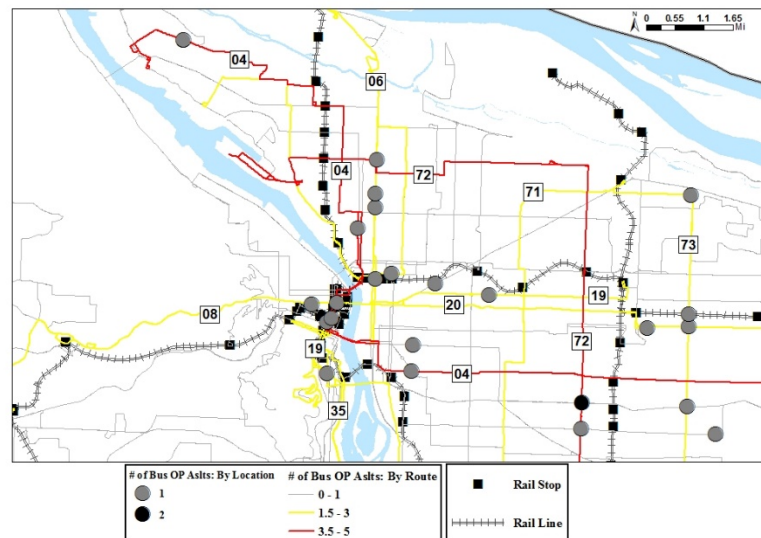 N
0 0.55 1.1 1.65
Mi
04
06
04
72
71
73
08
20
19
19
72
04
35
# of Bus OP Aslts: By Location
1
2
# of Bus OP Aslts: By Route
0 - 1
1.5 - 3
3.5 - 5
Rail Stop
Rail Line